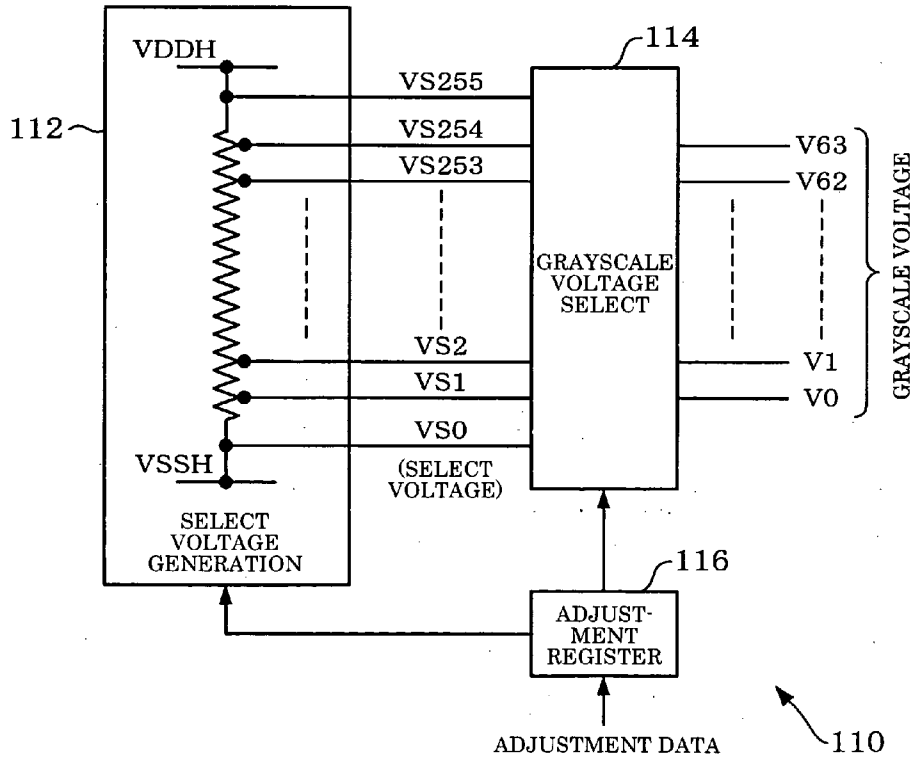 114
VDDH
VS255
112
VS254
V63
VS253
V62
GRAYSCALE
VOLTAGE
SELECT
GRAYSCALE VOLTAGE
VS2
V1
VS1
V0
VS0
VSSH
(SELECT
VOLTAGE)
SELECT
VOLTAGE
GENERATION
116
ADJUST-
MENT
REGISTER
ADJUSTMENT DATA
110